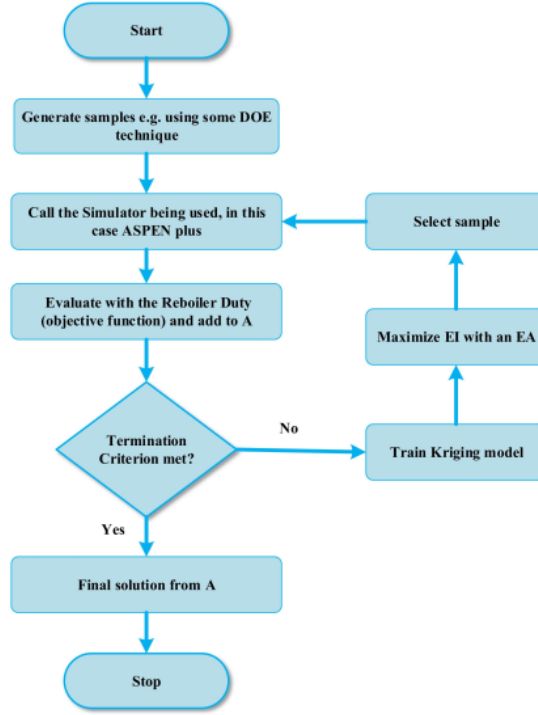 Start
Generate samples e.g. using some DOE
technique
Call the Simulator being used, in this
case ASPEN plus
Select sample
Evaluate with the Reboiler Duty
(objective function) and add to A
Maximize EI with an EA
Termination
Criterion met?
No
Train Kriging model
Yes
Final solution from A
Stop